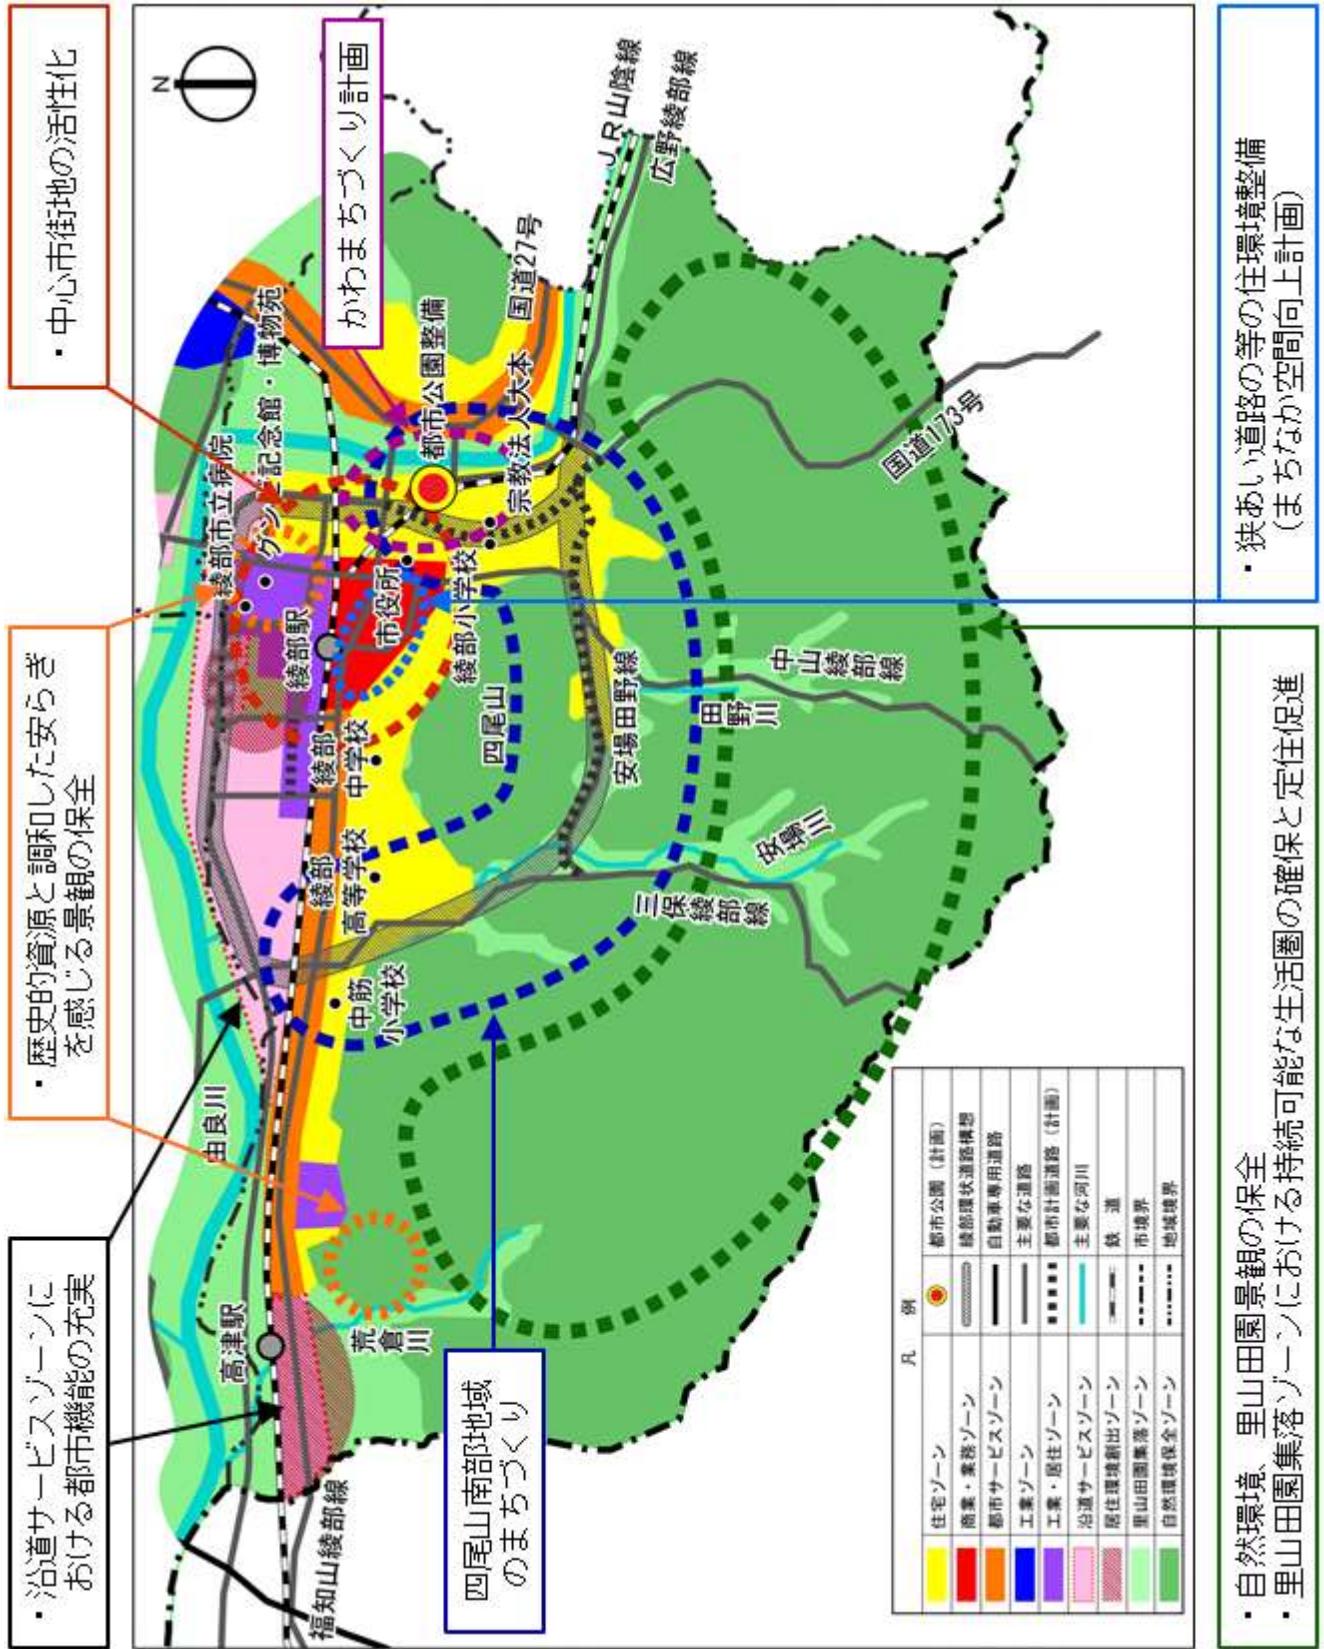 ・沿道サービスゾーンに
おける都市機能の充実
・歴史的資源と調和した安らぎ
を感じる景観の保全
・中心市街地の活性化
N
かわまちづくり計画
由良川
高津駅
福知山綾部線
荒倉川
中筋
小学校
綾部
高等学校
綾部
中学校
綾部駅
綾部市立病院
グンゼ記念館・博物苑
市役所
綾部小学校
都市公園整備
宗教法人大本
国道27号
JR山陰線
広野綾部線
四尾山
安場田野線
田野川
中山綾部線
安場川
三保綾部線
国道173号
四尾山南部地域
のまちづくり
凡 例
住宅ゾーン
商業・業務ゾーン
都市サービスゾーン
工業ゾーン
工業・居住ゾーン
沿道サービスゾーン
居住環境創出ゾーン
里山田園集落ゾーン
自然環境保全ゾーン
都市公園(計画)
綾部環状道路構想
自動車専用道路
主要な道路
都市計画道路(計画)
主要な河川
鉄 道
市境界
地域境界
・自然環境、里山田園景観の保全
・里山田園集落ゾーンにおける持続可能な生活圏の確保と定住促進
・狭あい道路の等の住環境整備
(まちなか空間向上計画)